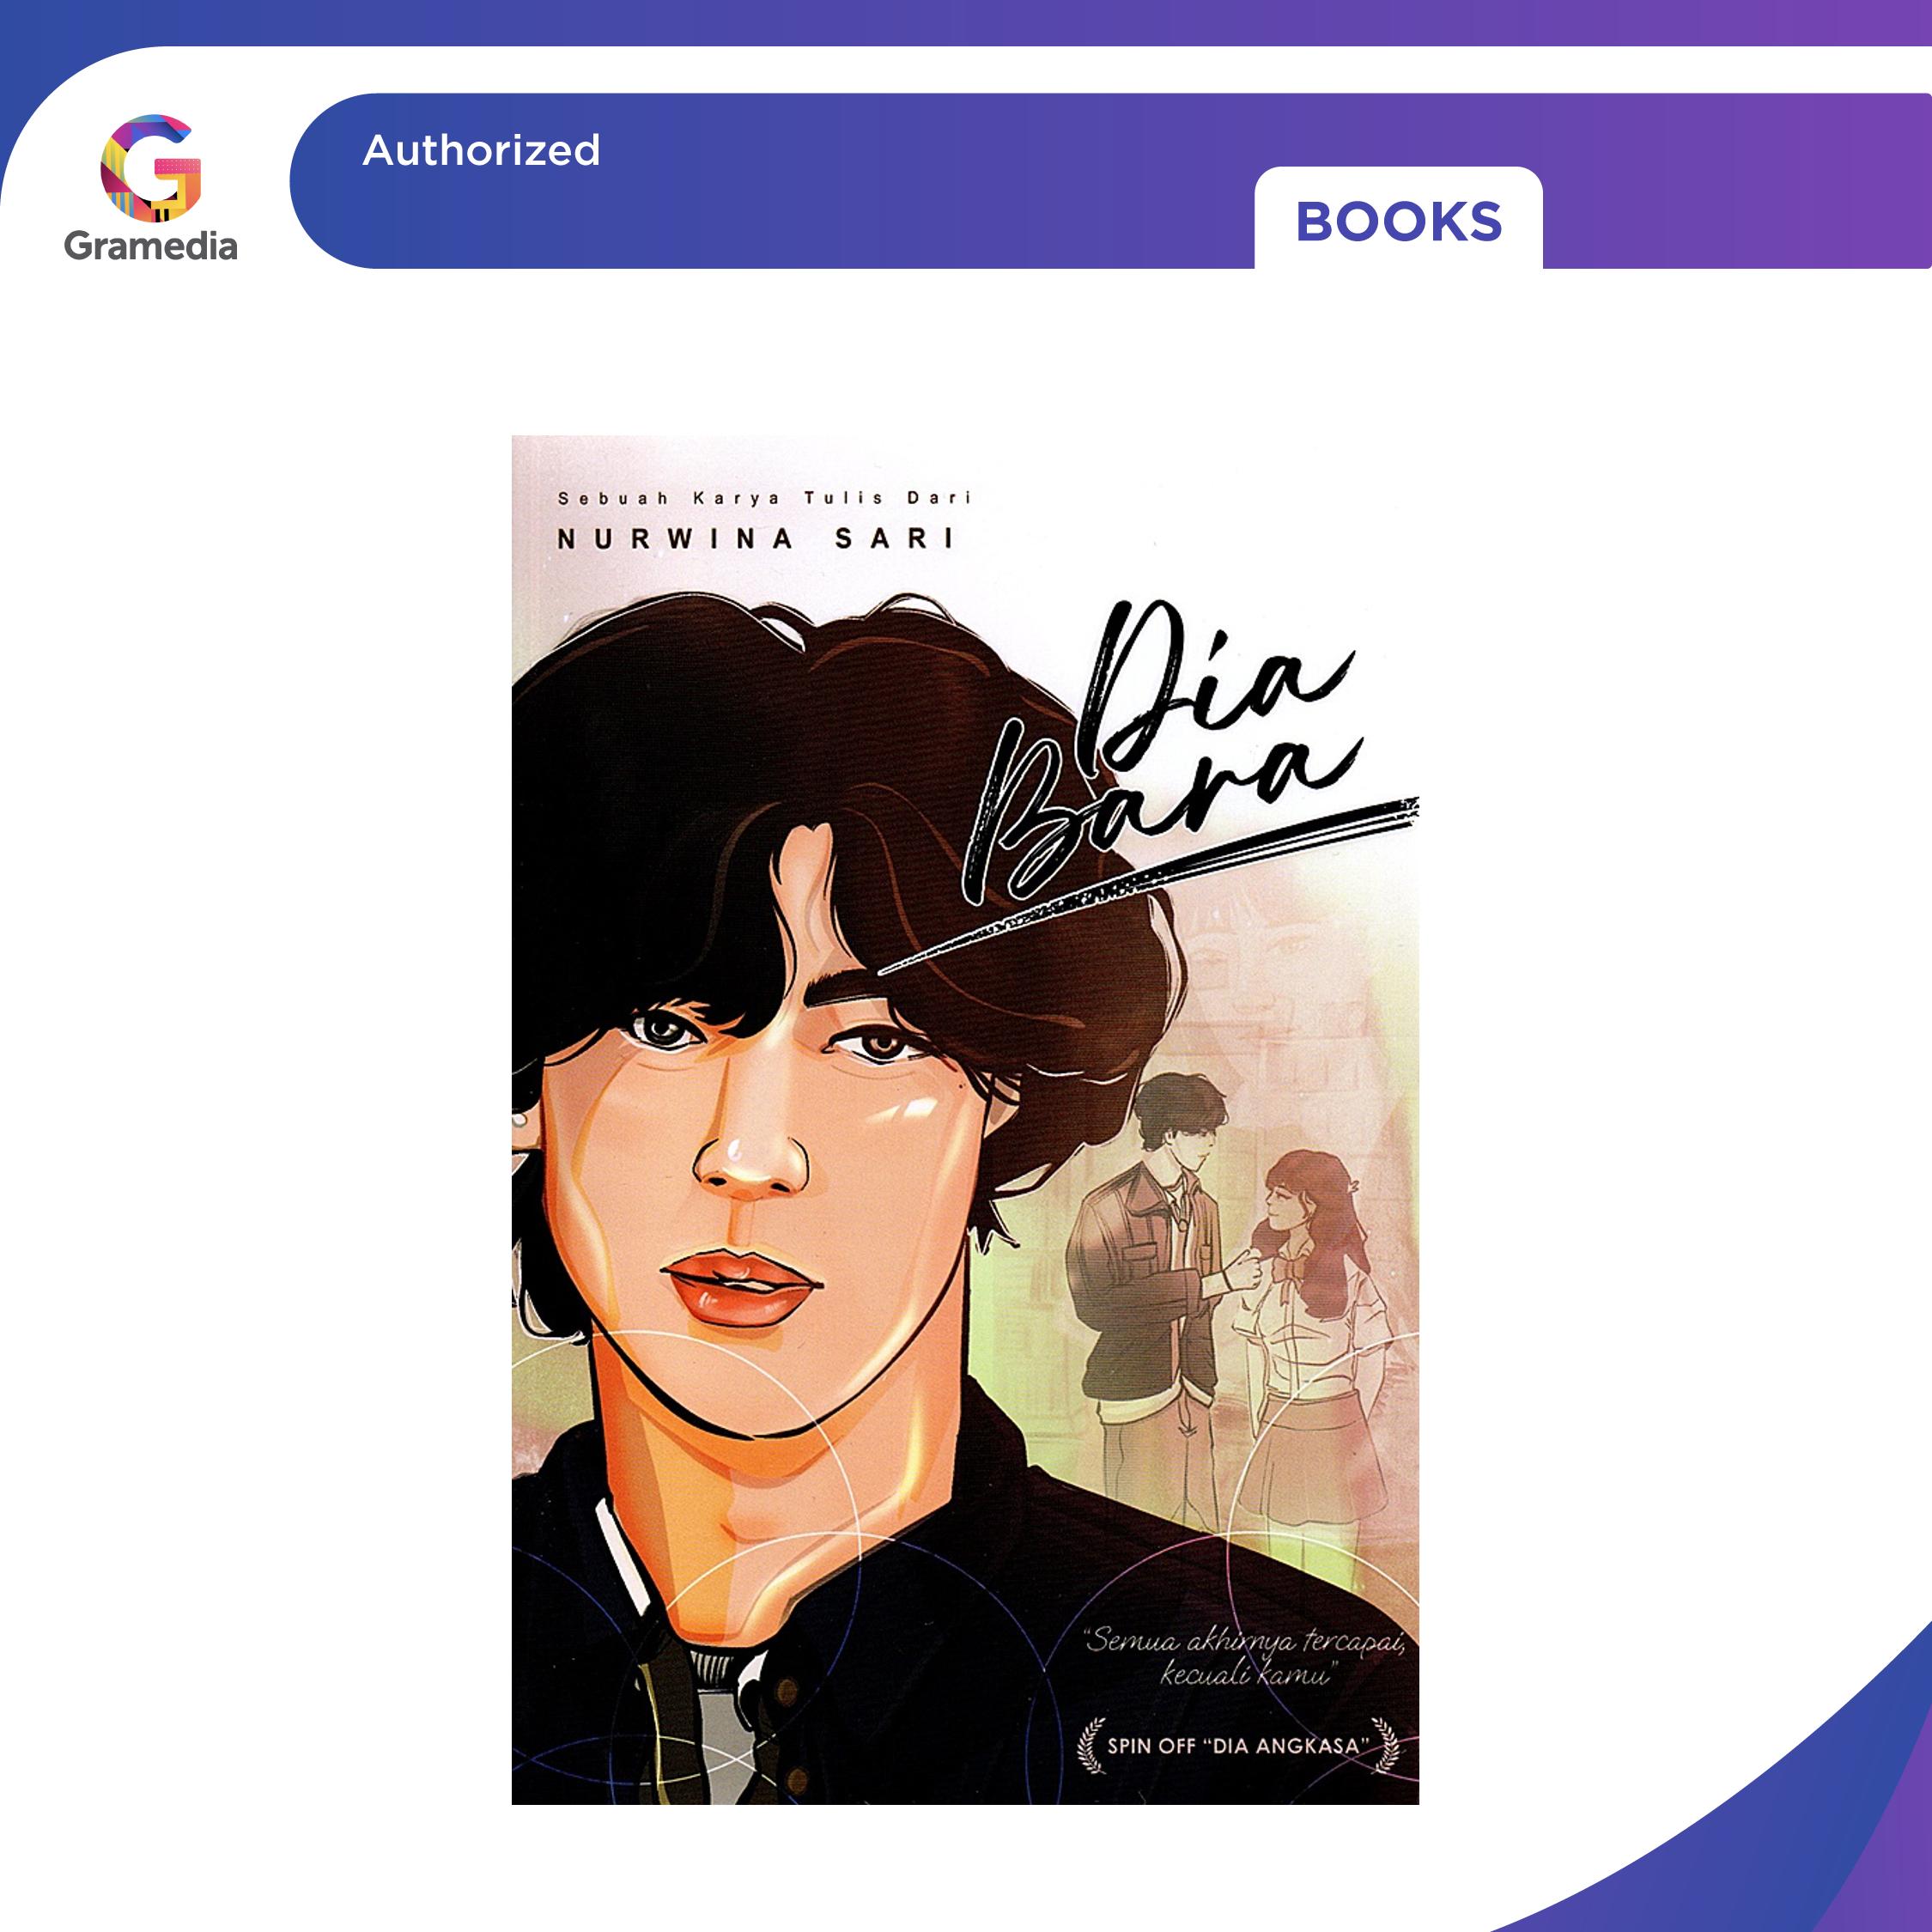 Gramedia
Authorized
BOOKS
Sebuah Karya Tulis Dari
NURWINA SARI
Dia
Bara
"Semua akhirnya tercapai,
kecuali kamu"
SPIN OFF "DIA ANGKASA"